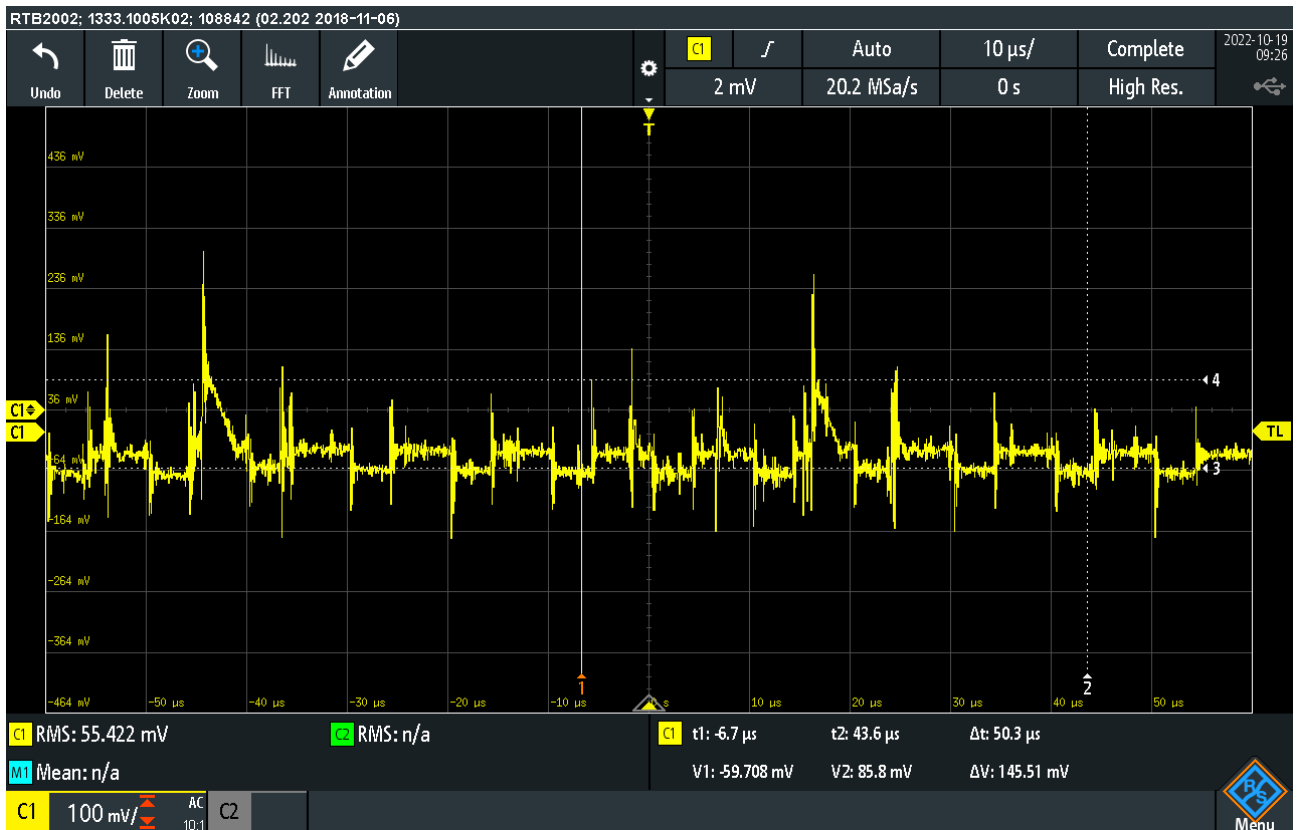 RTB2002; 1333.1005K02; 108842 (02.202 2018-11-06)
Undo Delete Zoom FFT Annotation
C1 Auto 10 µs/ Complete
2 mV 20.2 MSa/s 0 s High Res.
2022-10-19
09:26
T
436 mV
336 mV
236 mV
136 mV
4
36 mV
C1
C1
TL
3
-164 mV
-264 mV
-364 mV
1
2
-464 mV -50 µs -40 µs -30 µs -20 µs -10 µs 10 µs 20 µs 30 µs 40 µs 50 µs
C1 RMS: 55.422 mV C2 RMS: n/a C1 t1: -6.7 µs t2: 43.6 µs Δt: 50.3 µs
M1 Mean: n/a V1: -59.708 mV V2: 85.8 mV ΔV: 145.51 mV
C1 100 mV/ AC 10:1 C2
R S
Menu